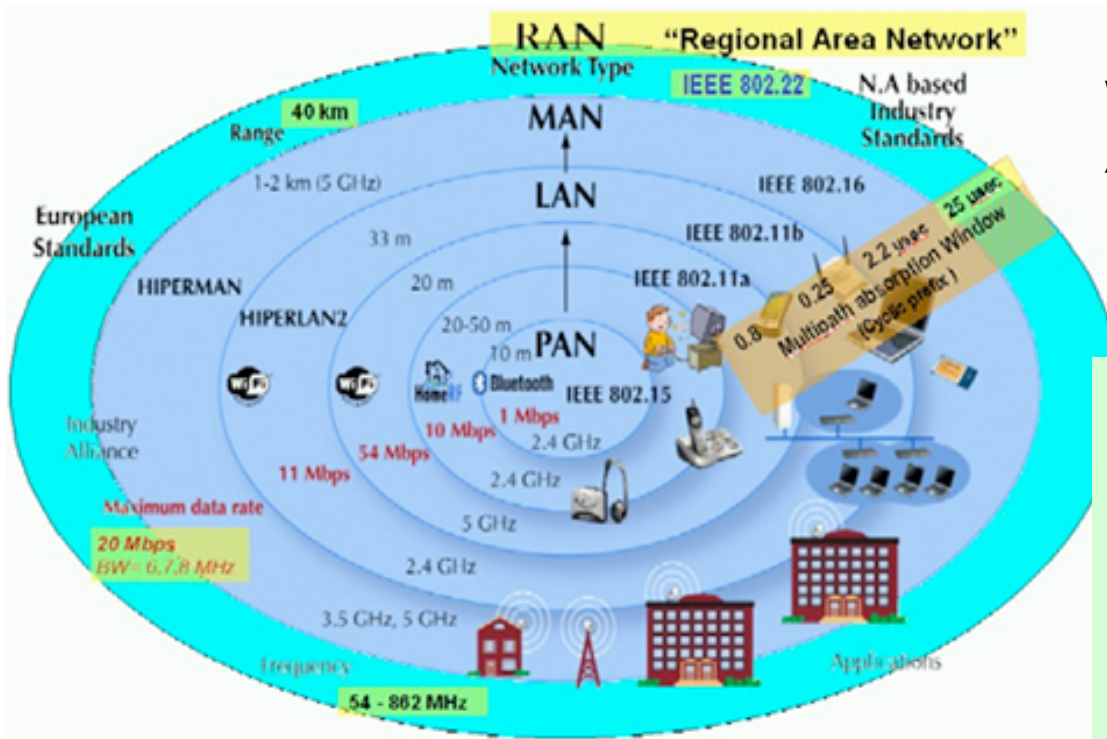 RAN "Regional Area Network"
Network Type
IEEE 802.22
N.A based
Industry
Standards
40 km
Range
MAN
1-2 km (5 GHz)
IEEE 802.16
European
Standards
LAN
33 m
IEEE 802.11b
25 usec
2.2 usec
0.25
0.8
Multipath absorption Window
(Cyclic prefix )
HIPERMAN
20 m
IEEE 802.11a
HIPERLAN2
20-50 m
10 m
PAN
WiFi
WiFi
HomeRF
Bluetooth
IEEE 802.15
1 Mbps
10 Mbps
2.4 GHz
54 Mbps
11 Mbps
2.4 GHz
Industry
Alliance
Maximum data rate
5 GHz
20 Mbps
BW= 6,7,8 MHz
2.4 GHz
3.5 GHz, 5 GHz
Frequency
Applications
54 - 862 MHz